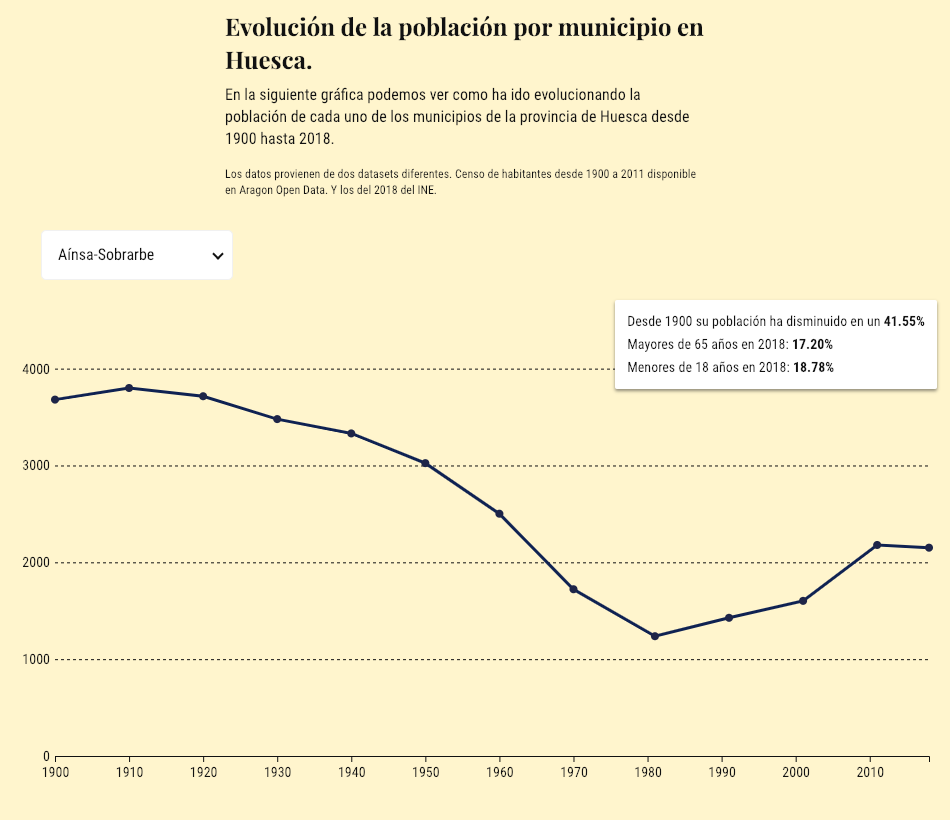 Evolución de la población por municipio en
Huesca.
En la siguiente gráfica podemos ver como ha ido evolucionando la
población de cada uno de los municipios de la provincia de Huesca desde
1900 hasta 2018.
Los datos provienen de dos datasets diferentes. Censo de habitantes desde 1900 a 2011 disponible
en Aragon Open Data. Y los del 2018 del INE.
Aínsa-Sobrarbe
Desde 1900 su población ha disminuido en un 41.55%
Mayores de 65 años en 2018: 17.20%
Menores de 18 años en 2018: 18.78%
4000
3000
2000
1000
0
1900 1910 1920 1930 1940 1950 1960 1970 1980 1990 2000 2010